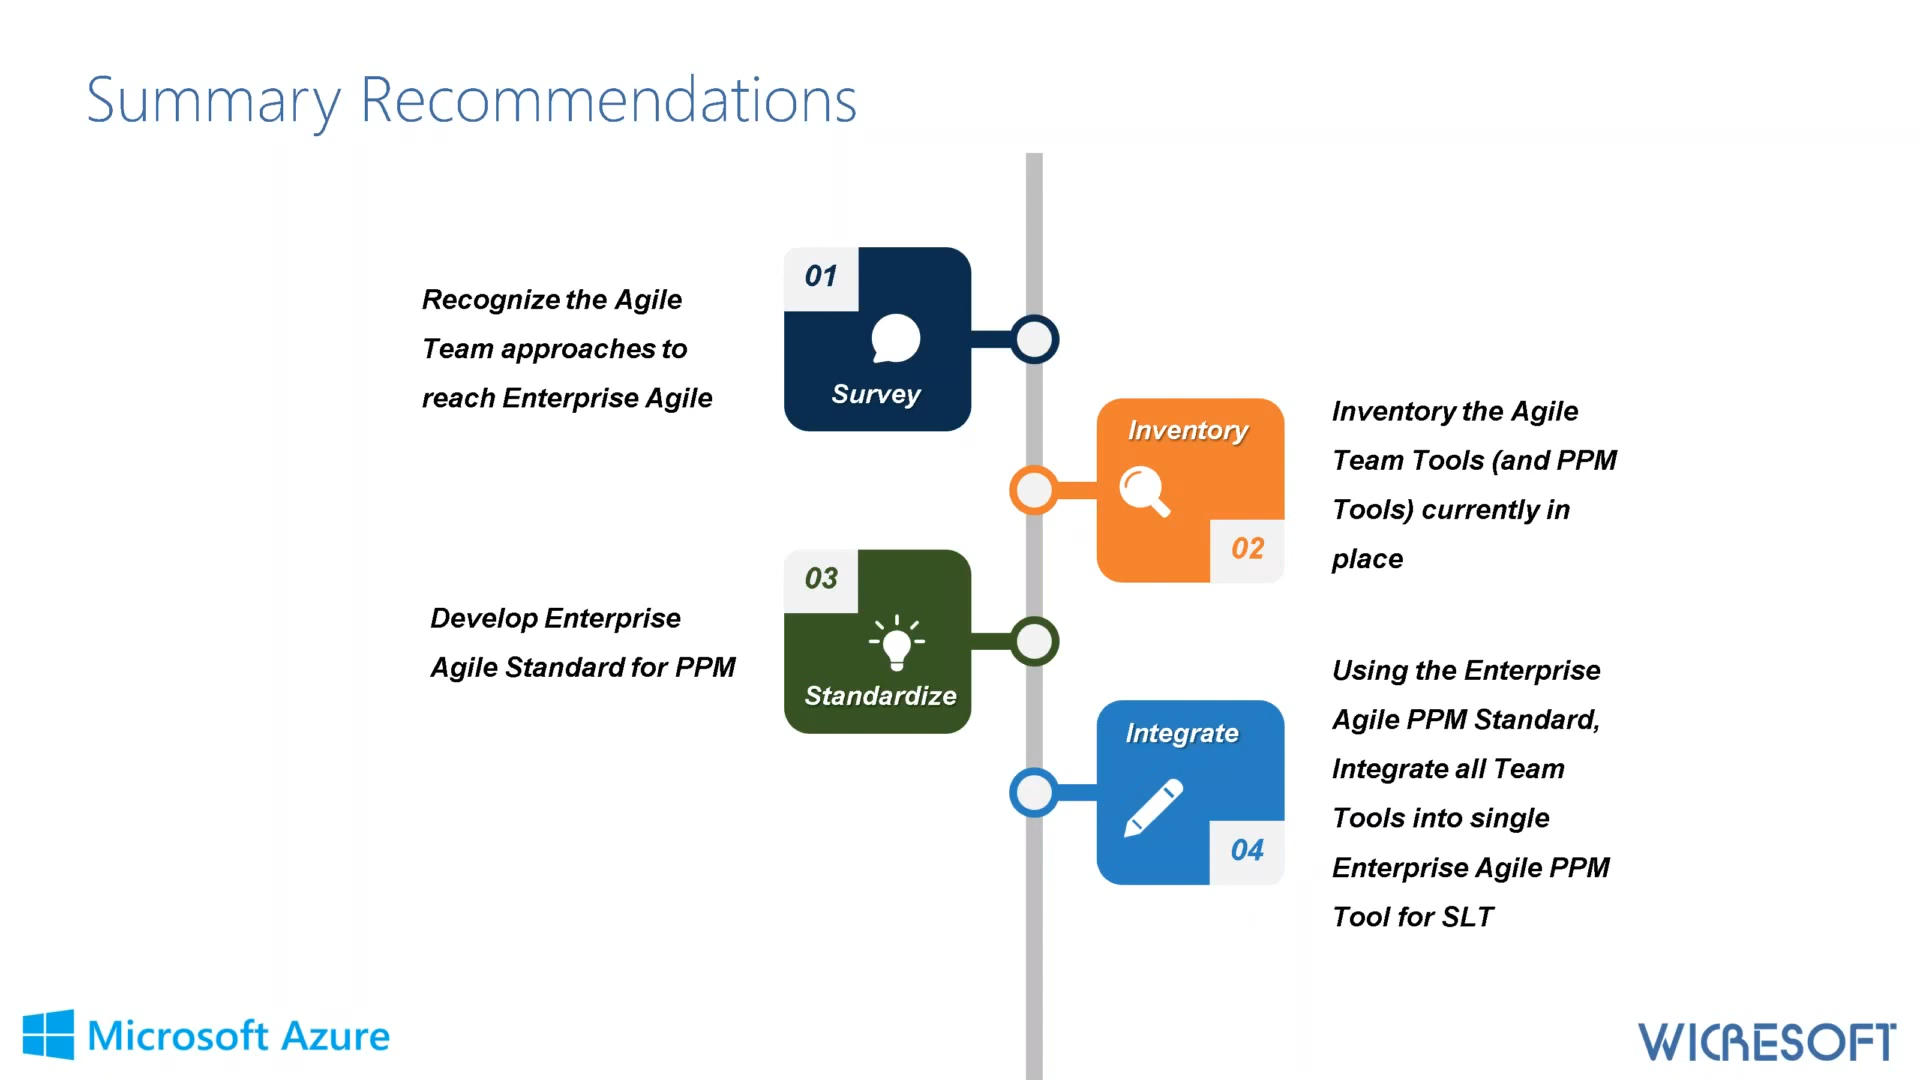 Summary Recommendations
01
Survey
Recognize the Agile
Team approaches to
reach Enterprise Agile
Inventory
02
Inventory the Agile
Team Tools (and PPM
Tools) currently in
place
03
Standardize
Develop Enterprise
Agile Standard for PPM
Integrate
04
Using the Enterprise
Agile PPM Standard,
Integrate all Team
Tools into single
Enterprise Agile PPM
Tool for SLT
Microsoft Azure
WICRESOFT